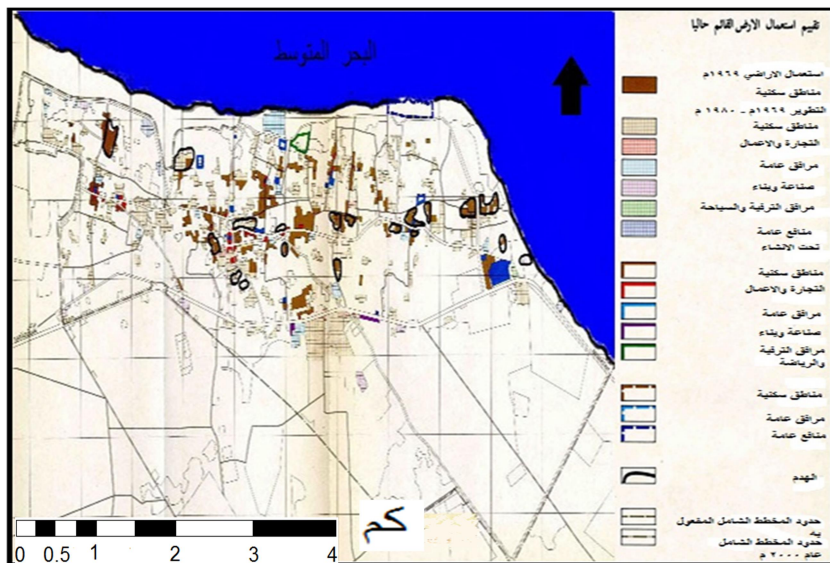 تقييم استعمال الارض القائم حاليا
البحر المتوسط
استعمال الاراضي ١٩٦٩م
مناطق سكنية
التطوير ١٩٦٩م - ١٩٨٠ م
مناطق سكنية
التجارة والاعمال
مرافق عامة
صناعة وبناء
مرافق الترفية والسياحة
منافع عامة
تحت الانشاء
مناطق سكنية
التجارة والاعمال
مرافق عامة
صناعة وبناء
مرافق الترفية
والرياضة
مناطق سكنية
مرافق عامة
منافع عامة
الهدم
حدود المخطط الشامل المفعول
به
حدود المخطط الشامل
عام ٢٠٠٠ م
كم
0 0.5 1 2 3 4